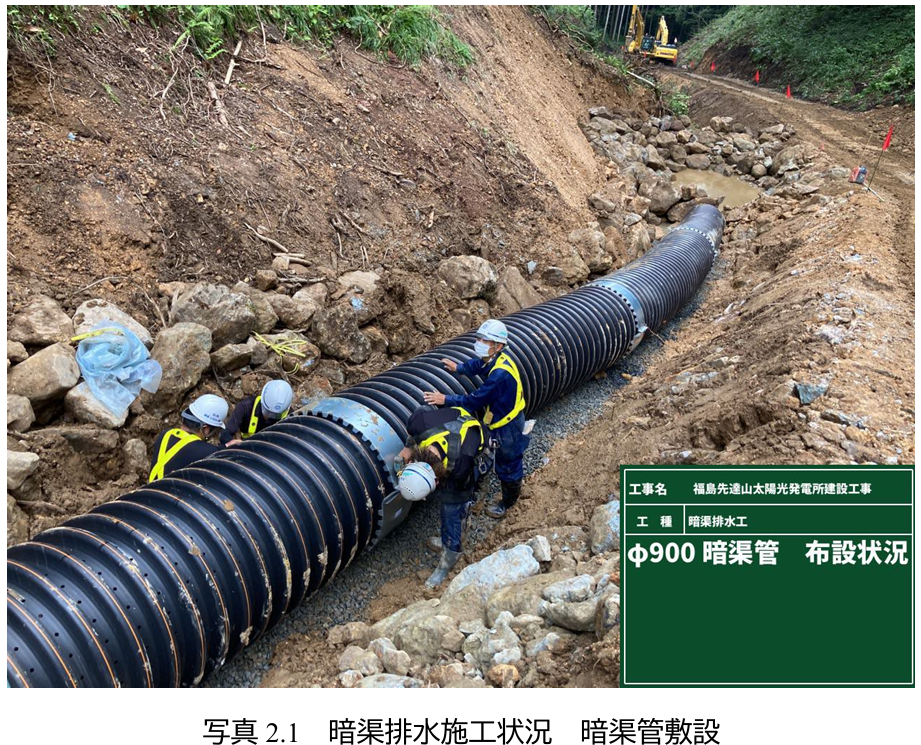 工事名　福島先達山太陽光発電所建設工事
工　種　暗渠排水工
φ900 暗渠管　布設状況
写真 2.1　暗渠排水施工状況　暗渠管敷設